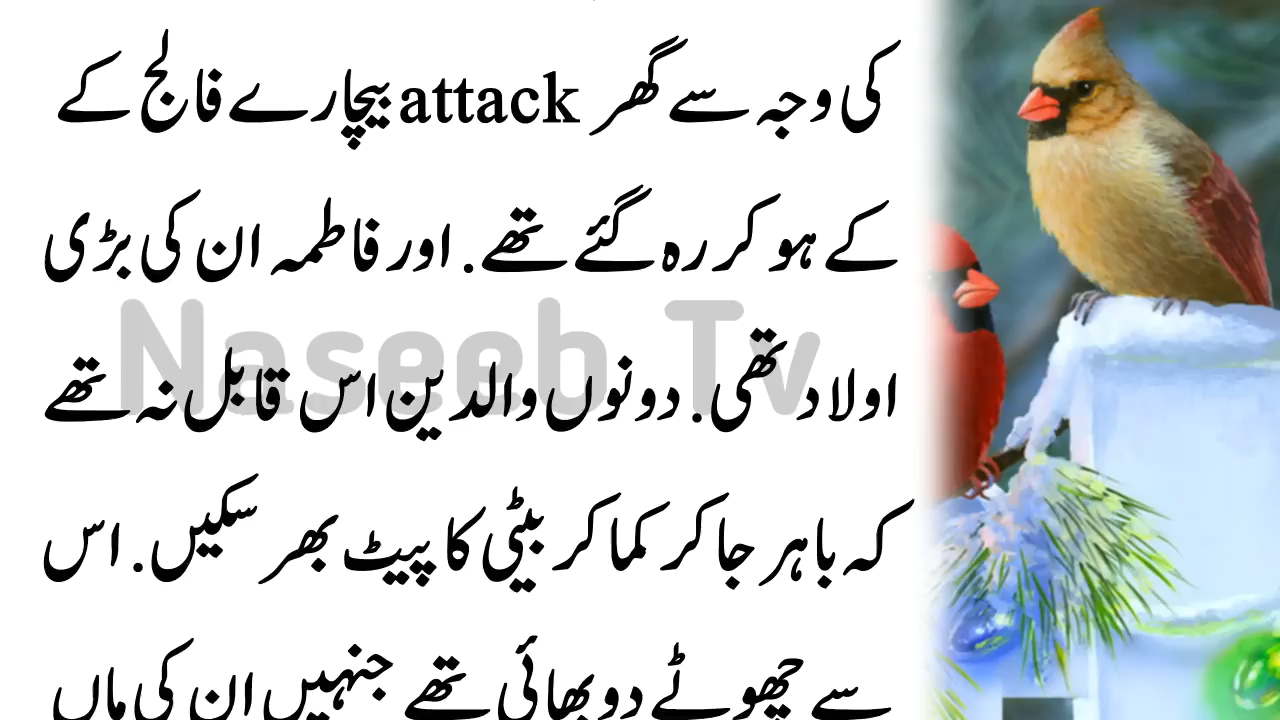 کی وجہ سے گھر attack بیچارے فالج کے
کے ہو کر رہ گئے تھے. اور فاطمہ ان کی بڑی
اولاد تھی. دونوں والدین اس قابل نہ تھے
Naseeb Tv
کہ باہر جا کر کما کر بیٹی کا پیٹ بھر سکیں. اس
سے چھوٹے دو بھائی تھے جنہیں ان کی ماں